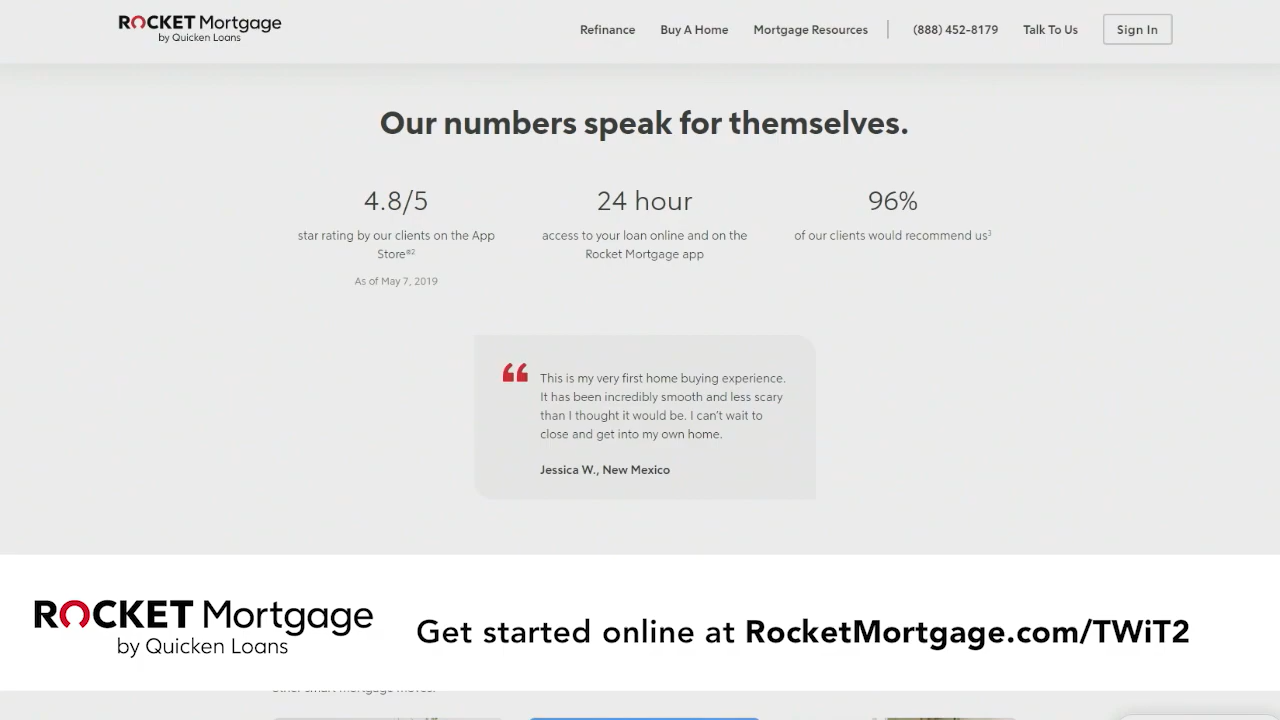 ROCKET Mortgage
by Quicken Loans
Refinance Buy A Home Mortgage Resources (888) 452-8179 Talk To Us Sign In
Our numbers speak for themselves.
4.8/5
star rating by our clients on the App
Store®2
As of May 7, 2019
24 hour
access to your loan online and on the
Rocket Mortgage app
96%
of our clients would recommend us3
“
This is my very first home buying experience.
It has been incredibly smooth and less scary
than I thought it would be. I can't wait to
close and get into my own home.
Jessica W., New Mexico
ROCKET Mortgage
by Quicken Loans
Get started online at RocketMortgage.com/TWiT2